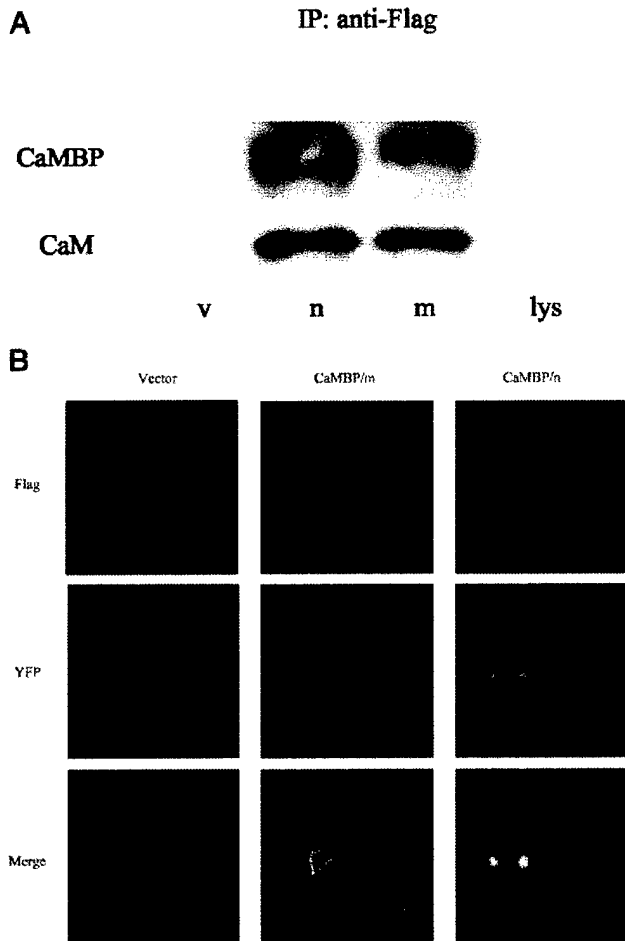 A
IP: anti-Flag
CaMBP
CaM
v n m lys
B
Vector CaMBP/m CaMBP/n
Flag
YFP
Merge